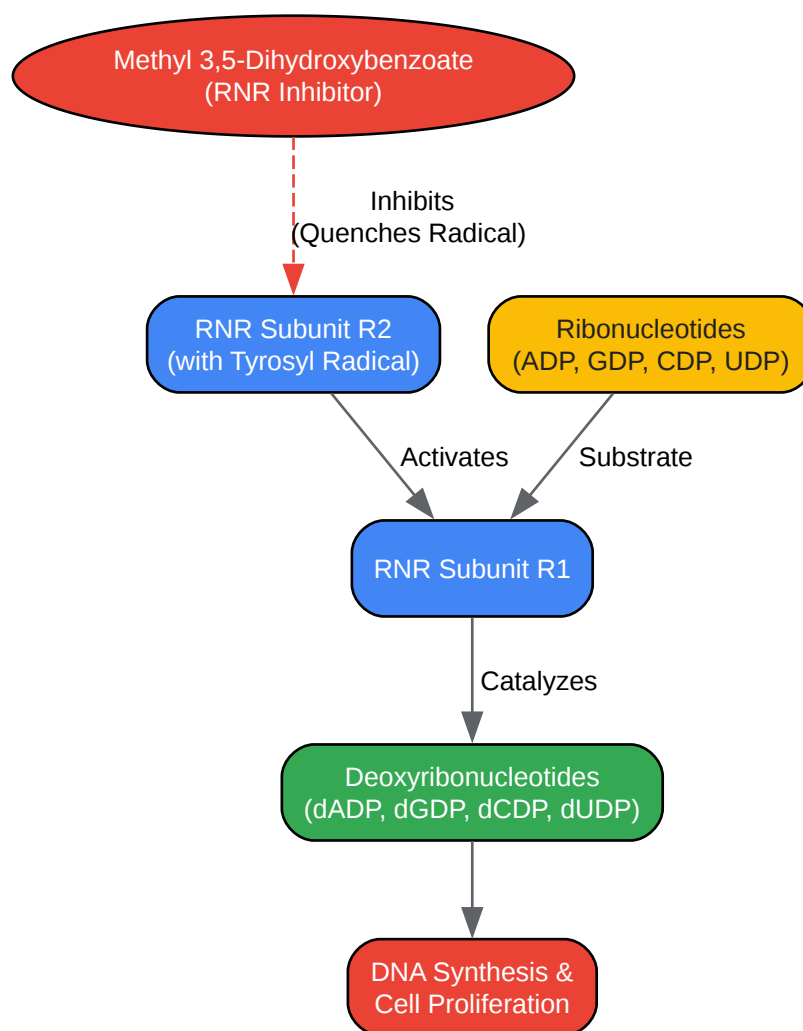 Methyl 3,5-Dihydroxybenzoate
(RNR Inhibitor)
Inhibits
(Quenches Radical)
RNR Subunit R2
(with Tyrosyl Radical)
Ribonucleotides
(ADP, GDP, CDP, UDP)
Activates
Substrate
RNR Subunit R1
Catalyzes
Deoxyribonucleotides
(dADP, dGDP, dCDP, dUDP)
DNA Synthesis &
Cell Proliferation